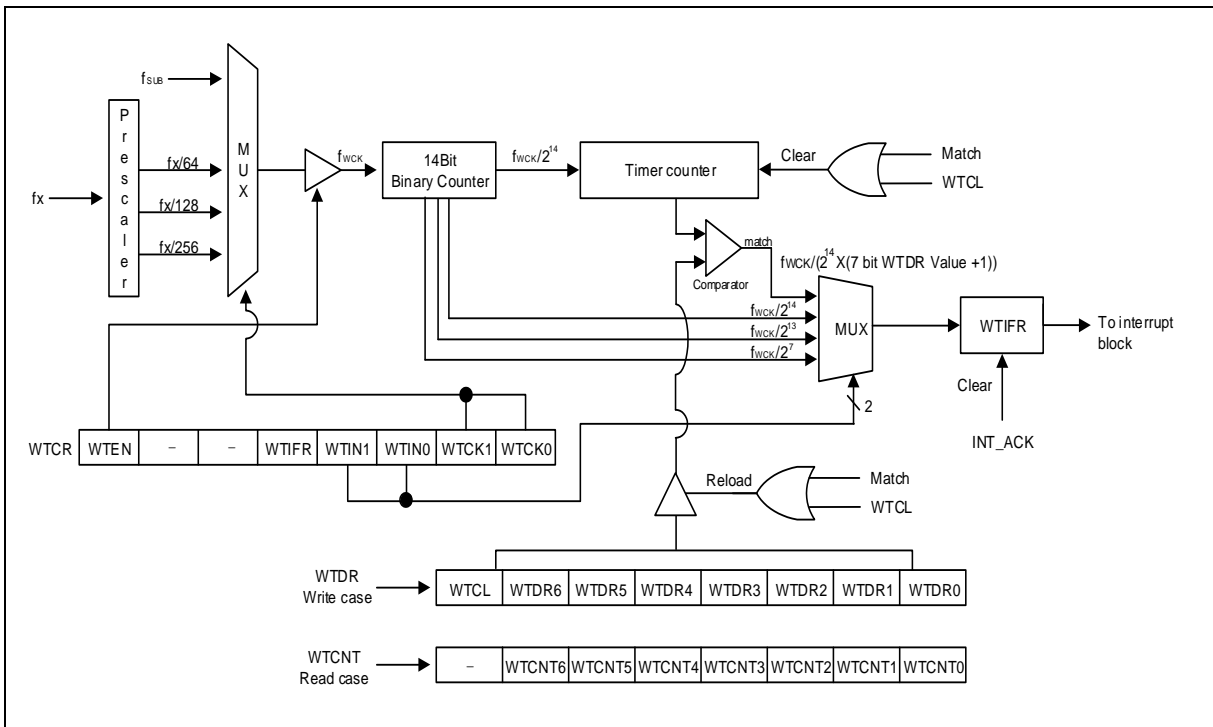 fSUB
Prescaler
fx
fx/64
fx/128
fx/256
MUX
fWCK
14Bit
Binary Counter
fWCK/2^14
Timer counter
Clear
Match
WTCL
match
Comparator
fWCK/(2^14 X(7 bit WTDR Value +1))
fWCK/2^14
fWCK/2^13
fWCK/2^7
MUX
2
WTIFR
To interrupt
block
Clear
INT_ACK
WTCR WTEN – – WTIFR WTIN1 WTIN0 WTCK1 WTCK0
Reload
Match
WTCL
WTDR
Write case
WTCL WTDR6 WTDR5 WTDR4 WTDR3 WTDR2 WTDR1 WTDR0
WTCNT
Read case
– WTCNT6 WTCNT5 WTCNT4 WTCNT3 WTCNT2 WTCNT1 WTCNT0